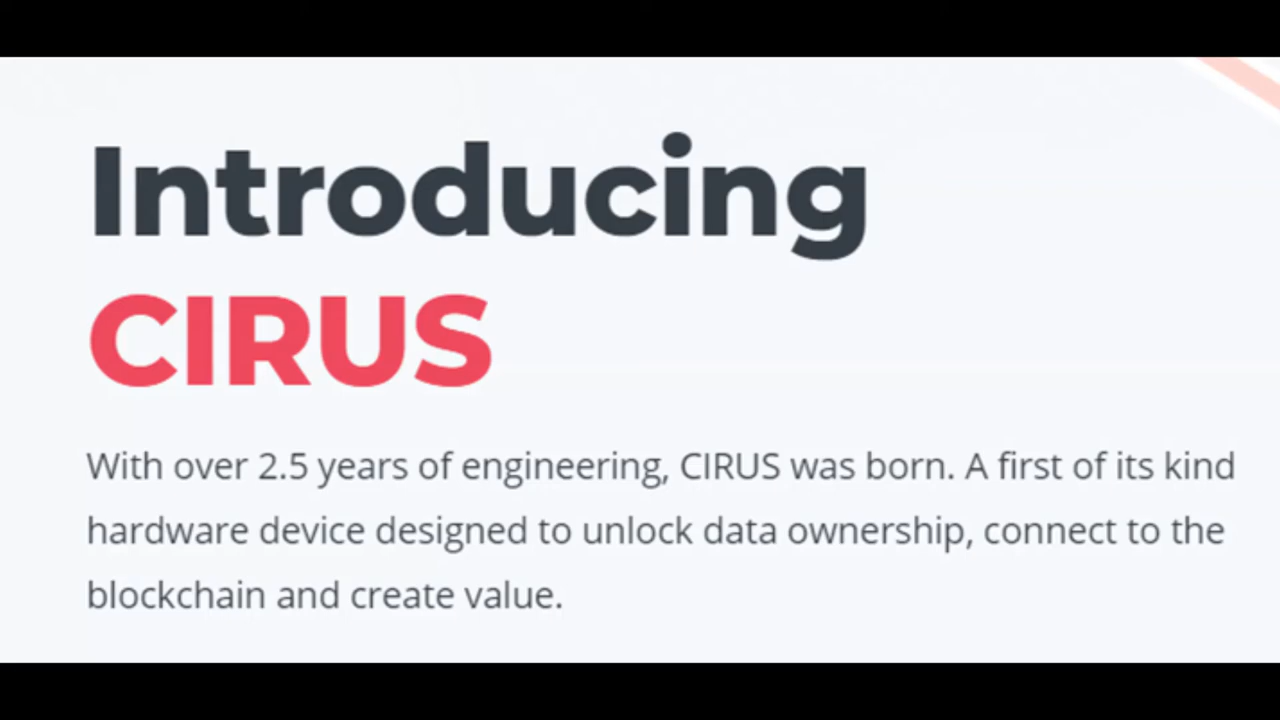 Introducing
CIRUS
With over 2.5 years of engineering, CIRUS was born. A first of its kind
hardware device designed to unlock data ownership, connect to the
blockchain and create value.